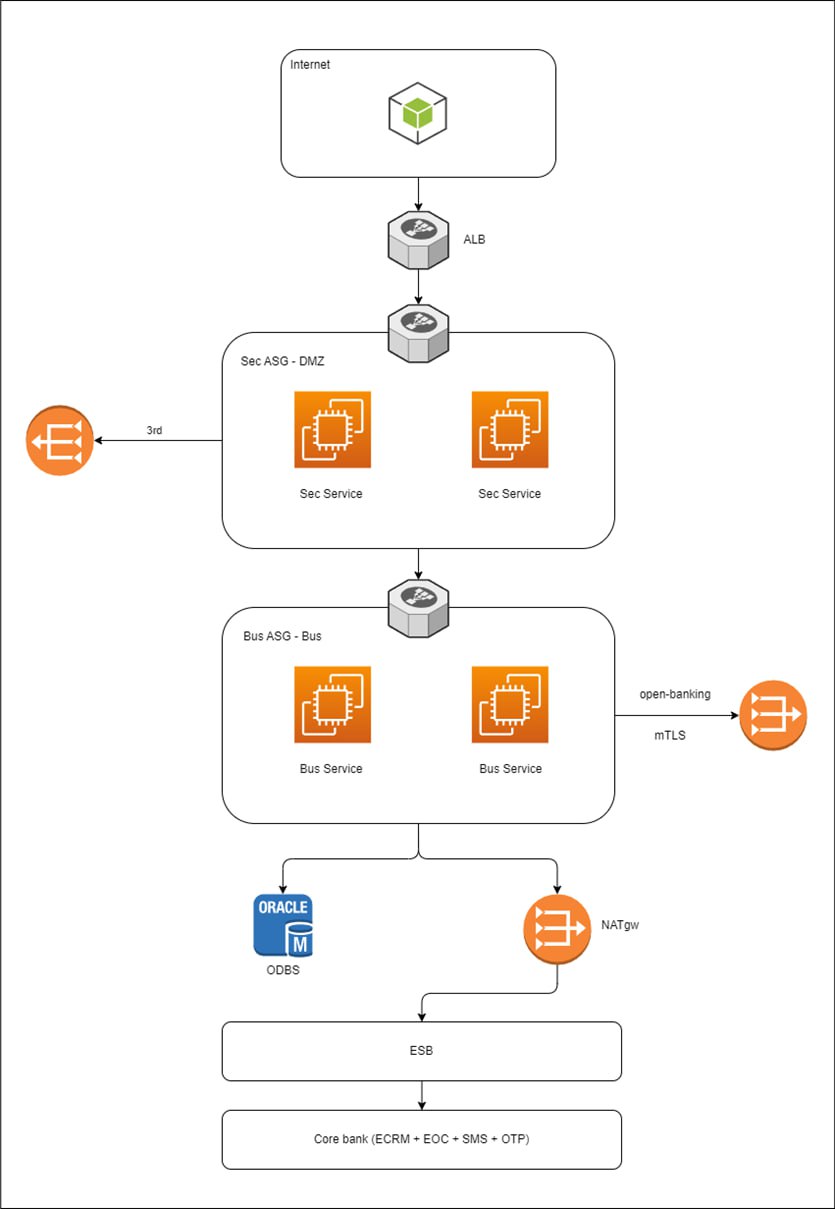 Internet
ALB
Sec ASG - DMZ
3rd
Sec Service
Sec Service
Bus ASG - Bus
open-banking
mTLS
Bus Service
Bus Service
ORACLE
M
NATgw
ODBS
ESB
Core bank (ECRM + EOC + SMS + OTP)